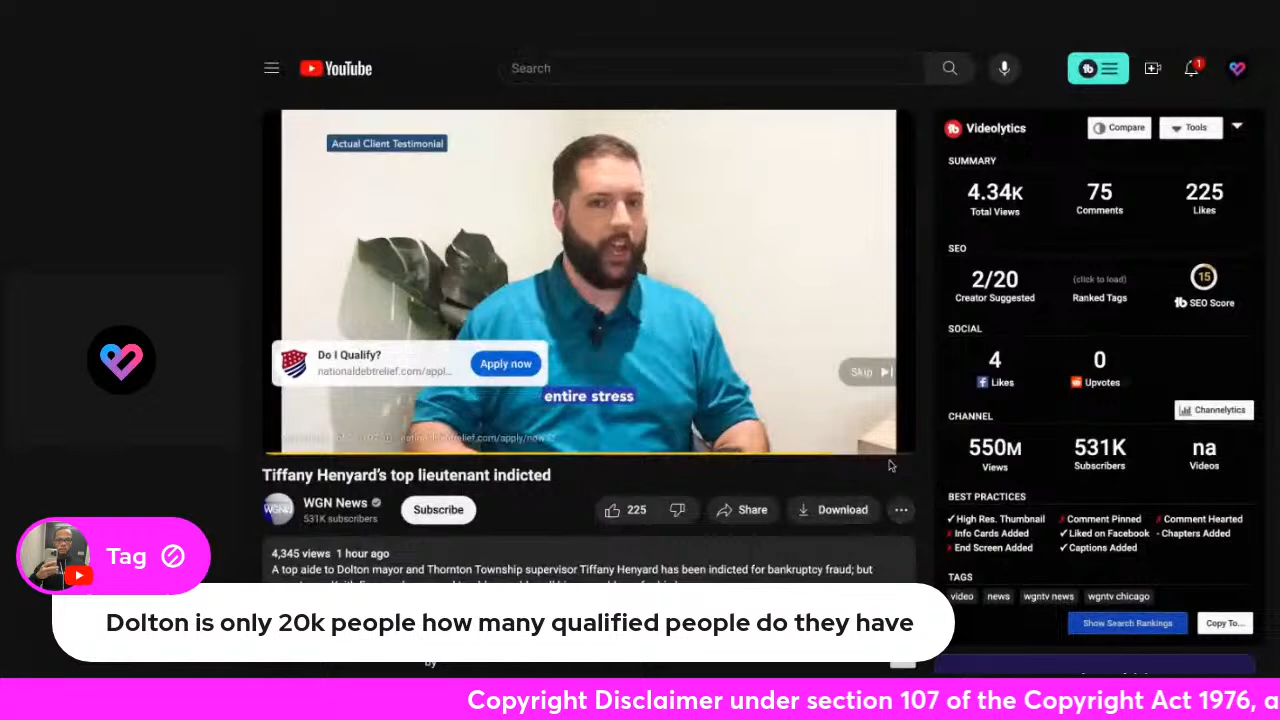 YouTube
Search
1
Actual Client Testimonial
Do I Qualify?
nationaldebtrelief.com/appl...
Apply now
Skip
entire stress
nationaldebtrelief.com/apply/now
Tiffany Henyard's top lieutenant indicted
WGN News
531K subscribers
Subscribe
225
Share
Download
4,345 views 1 hour ago
A top aide to Dolton mayor and Thornton Township supervisor Tiffany Henyard has been indicted for bankruptcy fraud; but
Videolytics
Compare
Tools
SUMMARY
4.34K 75 225
Total Views Comments Likes
SEO
2/20 (click to load) 15
Creator Suggested Ranked Tags tb SEO Score
SOCIAL
4 0
Likes Upvotes
CHANNEL
Channelytics
550M 531K na
Views Subscribers Videos
BEST PRACTICES
High Res. Thumbnail Comment Pinned Comment Hearted
Info Cards Added Liked on Facebook - Chapters Added
End Screen Added Captions Added
TAGS
video news wgntv news wgntv chicago
Show Search Rankings Copy To...
Tag
Dolton is only 20k people how many qualified people do they have
Copyright Disclaimer under section 107 of the Copyright Act 1976, a